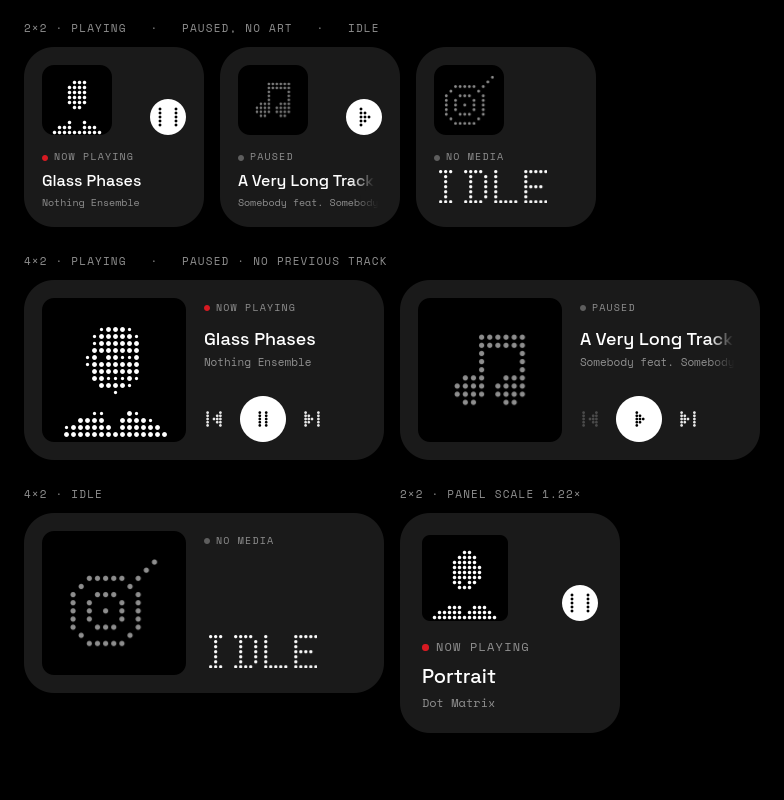 2×2 · PLAYING · PAUSED, NO ART · IDLE
NOW PLAYING
Glass Phases
Nothing Ensemble
PAUSED
A Very Long Track
Somebody feat. Somebody
NO MEDIA
IDLE
4×2 · PLAYING · PAUSED · NO PREVIOUS TRACK
NOW PLAYING
Glass Phases
Nothing Ensemble
PAUSED
A Very Long Track
Somebody feat. Somebody
4×2 · IDLE
NO MEDIA
IDLE
2×2 · PANEL SCALE 1.22×
NOW PLAYING
Portrait
Dot Matrix